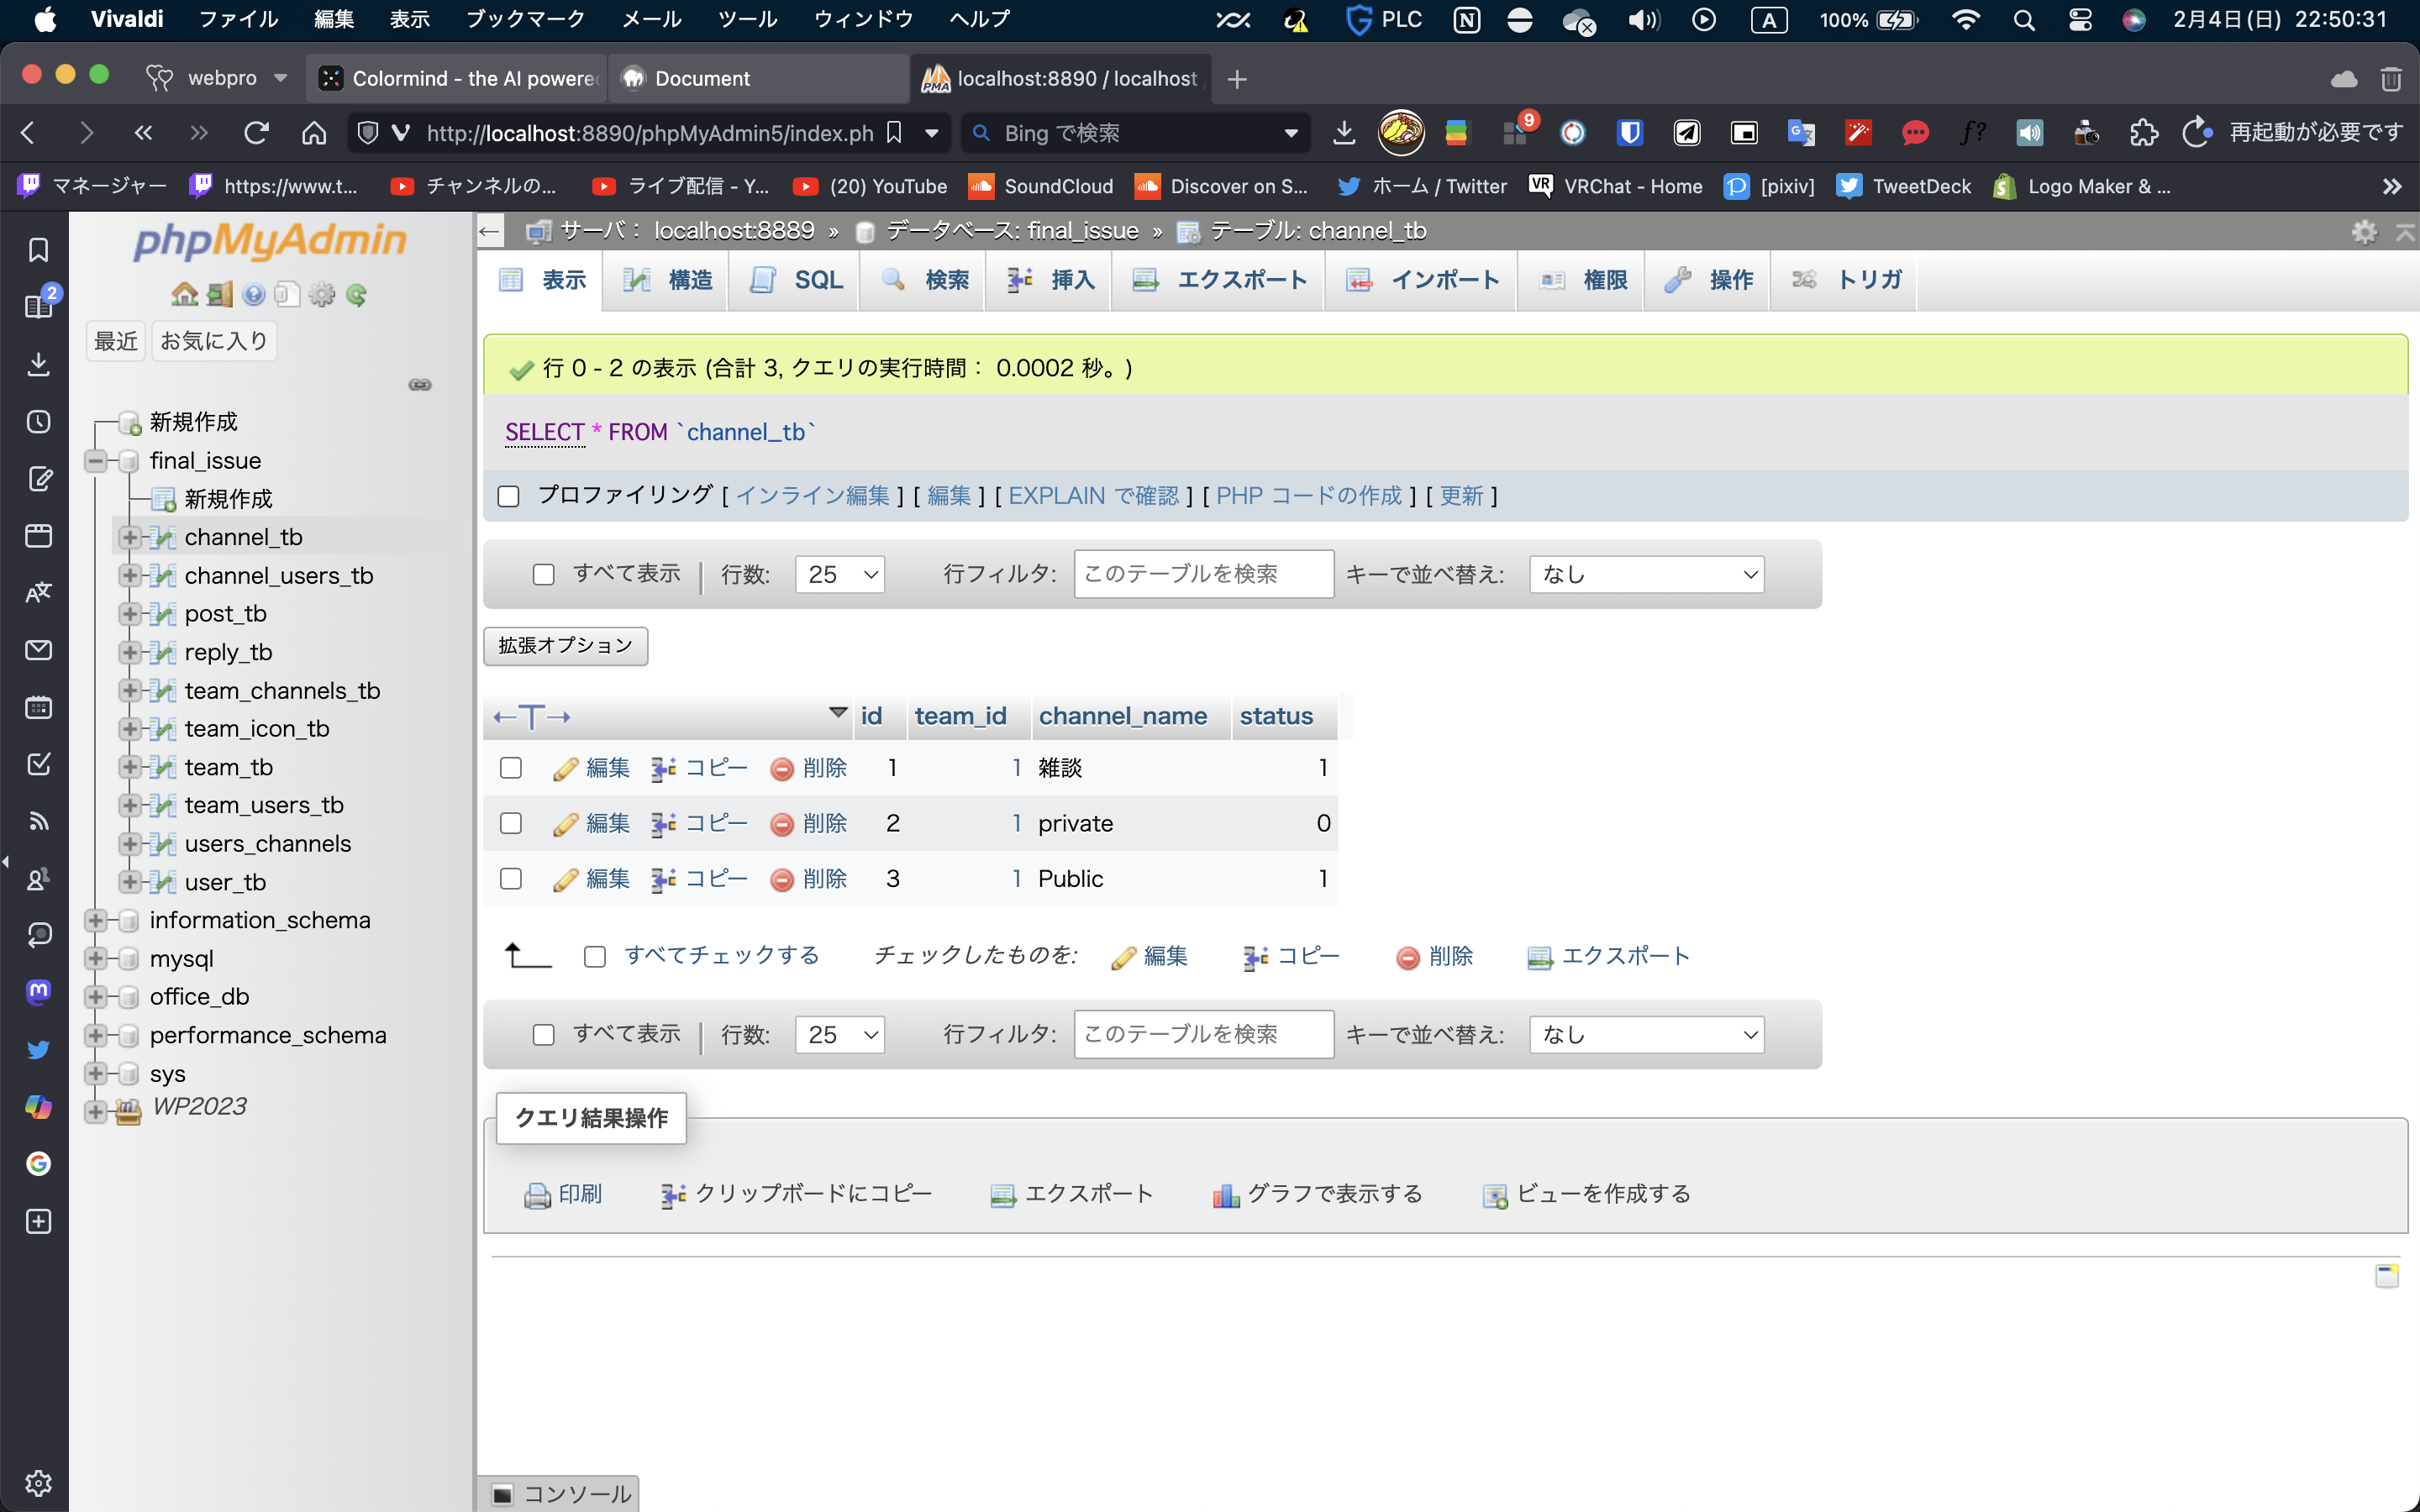 Vivaldi ファイル 編集 表示 ブックマーク メール ツール ウィンドウ ヘルプ PLC A 100% 2月4日(日) 22:50:31
webpro Colormind - the AI powere Document localhost:8890 / localhost
http://localhost:8890/phpMyAdmin5/index.ph Bing で検索 9 再起動が必要です
マネージャー https://www.t... チャンネルの... ライブ配信 - Y... (20) YouTube SoundCloud Discover on S... ホーム / Twitter VRChat - Home [pixiv] TweetDeck Logo Maker & ...
2
phpMyAdmin
最近 お気に入り
新規作成
final_issue
新規作成
channel_tb
channel_users_tb
post_tb
reply_tb
team_channels_tb
team_icon_tb
team_tb
team_users_tb
users_channels
user_tb
information_schema
mysql
office_db
performance_schema
sys
WP2023
サーバ: localhost:8889 » データベース: final_issue » テーブル: channel_tb
表示 構造 SQL 検索 挿入 エクスポート インポート 権限 操作 トリガ
行 0 - 2 の表示 (合計 3, クエリの実行時間: 0.0002 秒。)
SELECT * FROM `channel_tb`
プロファイリング [ インライン編集 ] [ 編集 ] [ EXPLAIN で確認 ] [ PHP コードの作成 ] [ 更新 ]
すべて表示 | 行数: 25 行フィルタ: このテーブルを検索 キーで並べ替え: なし
拡張オプション
←T→ id team_id channel_name status
編集 コピー 削除 1 1 雑談 1
編集 コピー 削除 2 1 private 0
編集 コピー 削除 3 1 Public 1
すべてチェックする チェックしたものを: 編集 コピー 削除 エクスポート
すべて表示 | 行数: 25 行フィルタ: このテーブルを検索 キーで並べ替え: なし
クエリ結果操作
印刷 クリップボードにコピー エクスポート グラフで表示する ビューを作成する
コンソール